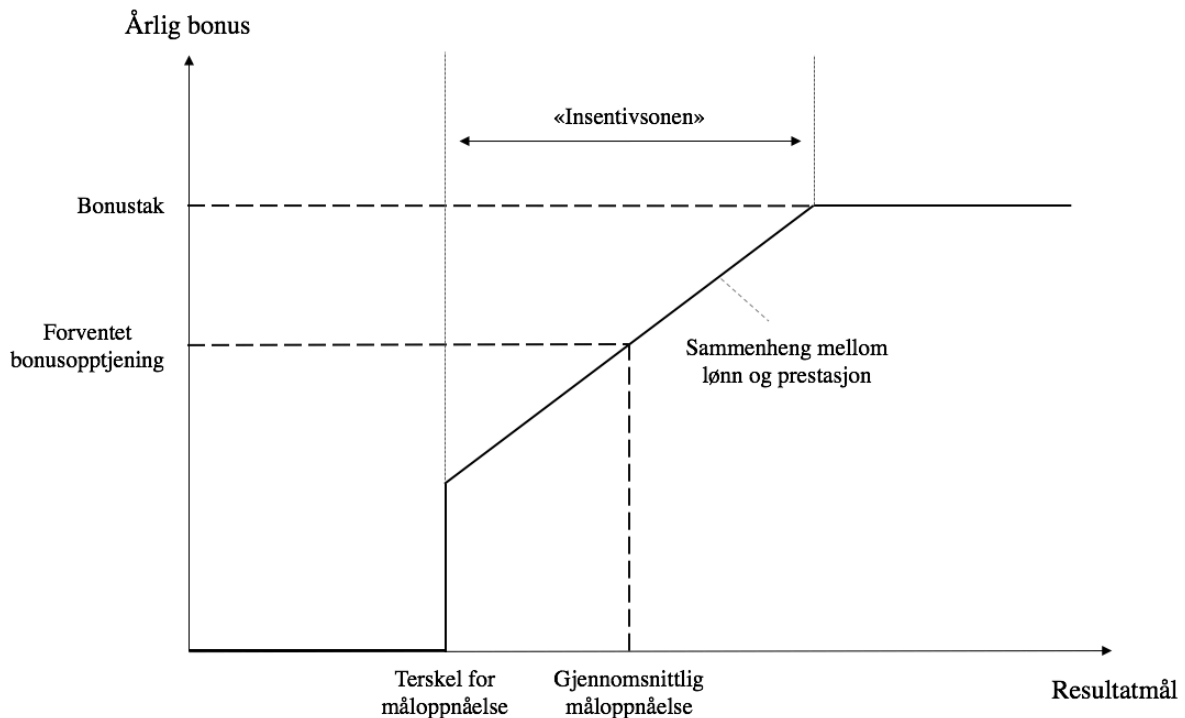 Årlig bonus
«Insentivsonen»
Bonustak
Forventet
bonusopptjening
Sammenheng mellom
lønn og prestasjon
Terskel for
måloppnåelse
Gjennomsnittlig
måloppnåelse
Resultatmål